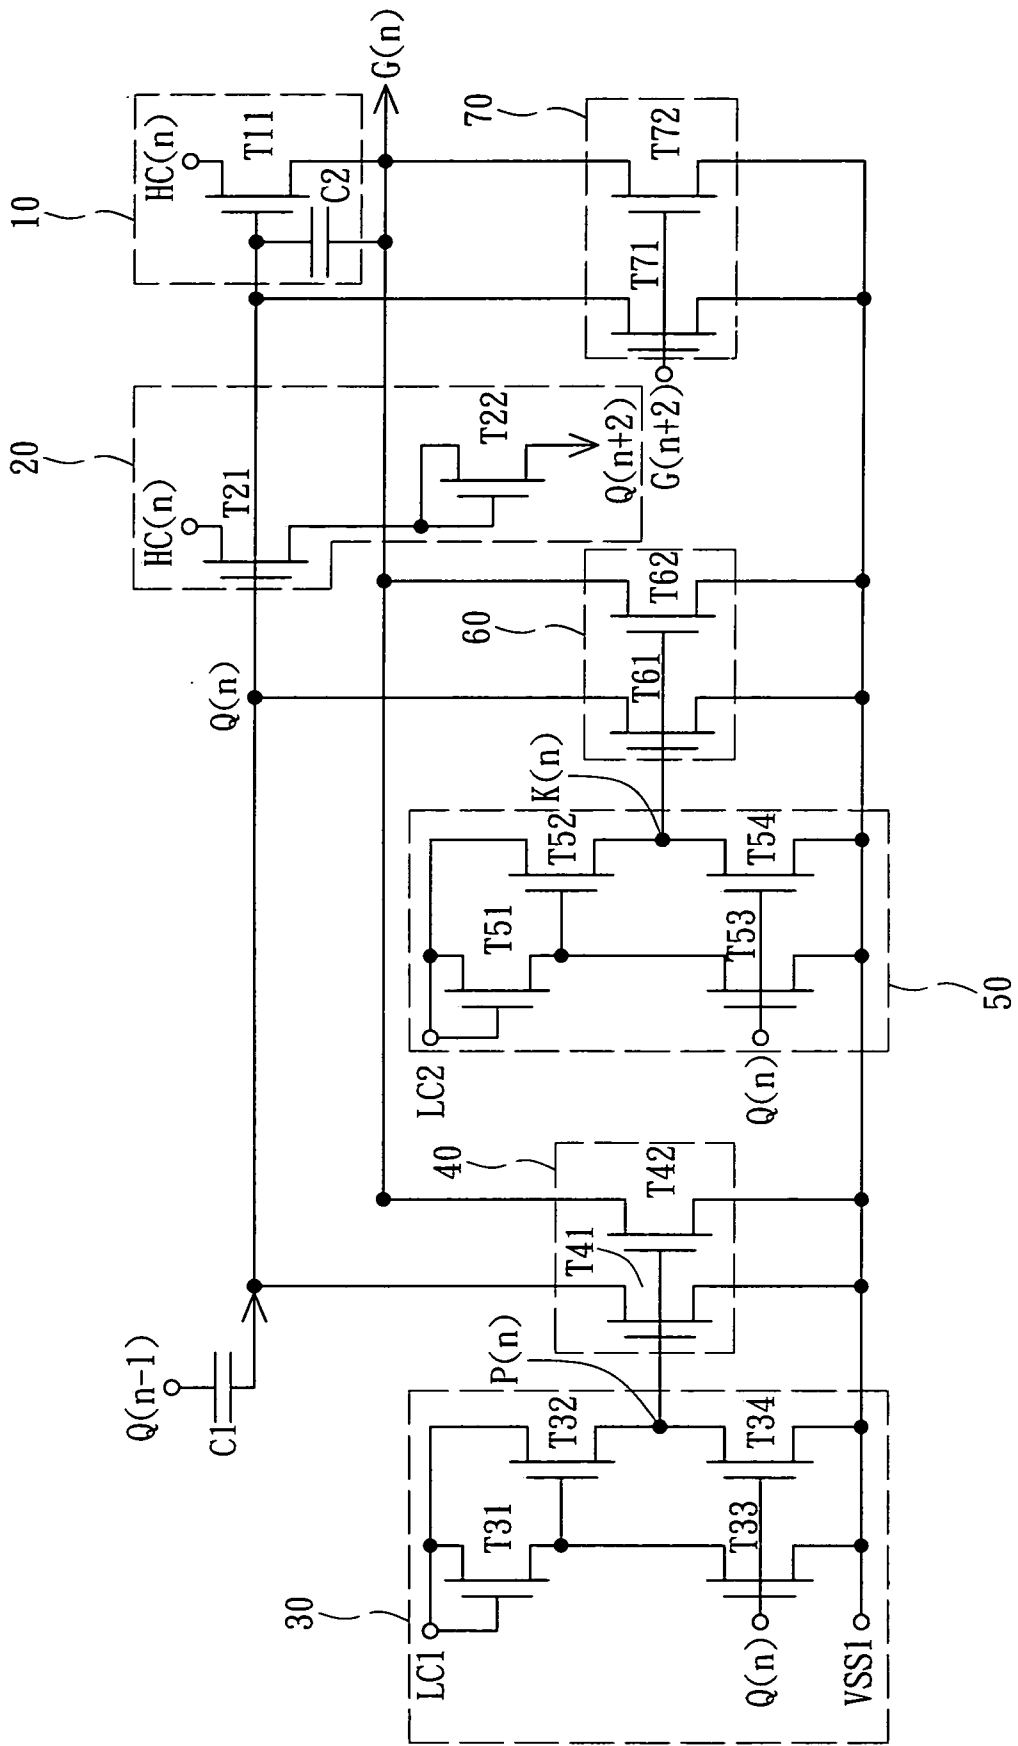 Q(n-1)
C1
Q(n)
20
HC(n)
T21
T22
Q(n+2)
10
HC(n)
T11
C2
G(n)
30
LC1
T31
T32
P(n)
T33
T34
Q(n)
VSS1
40
T41
T42
LC2
T51
T52
K(n)
T53
T54
Q(n)
50
60
T61
T62
70
T71
T72
G(n+2)